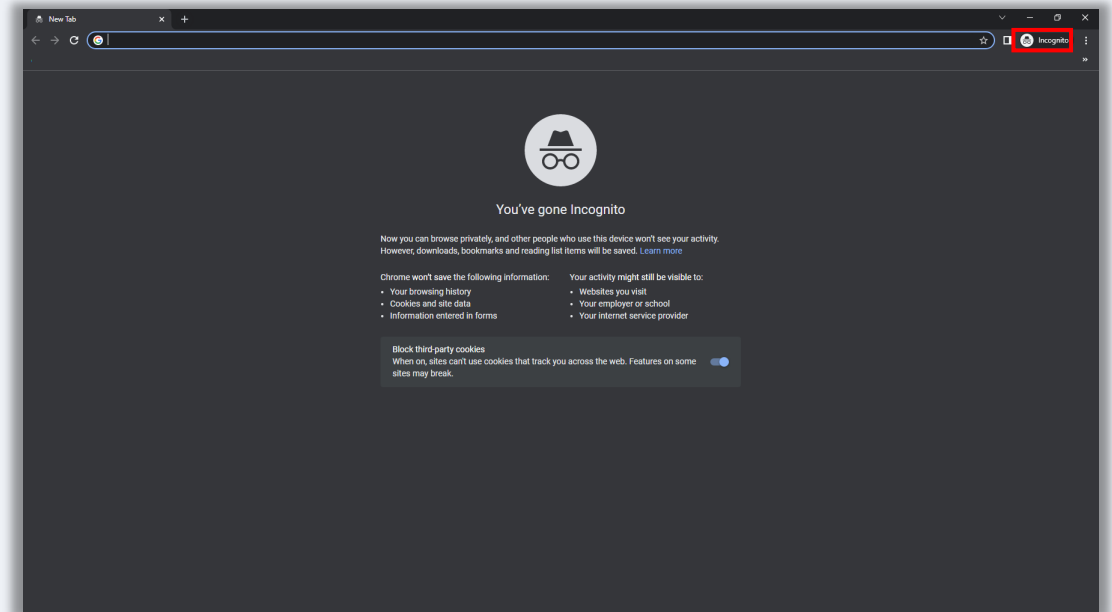 New Tab
Incognito
You've gone Incognito
Now you can browse privately, and other people who use this device won't see your activity.
However, downloads, bookmarks and reading list items will be saved. Learn more
Chrome won't save the following information:
• Your browsing history
• Cookies and site data
• Information entered in forms
Your activity might still be visible to:
• Websites you visit
• Your employer or school
• Your internet service provider
Block third-party cookies
When on, sites can't use cookies that track you across the web. Features on some
sites may break.